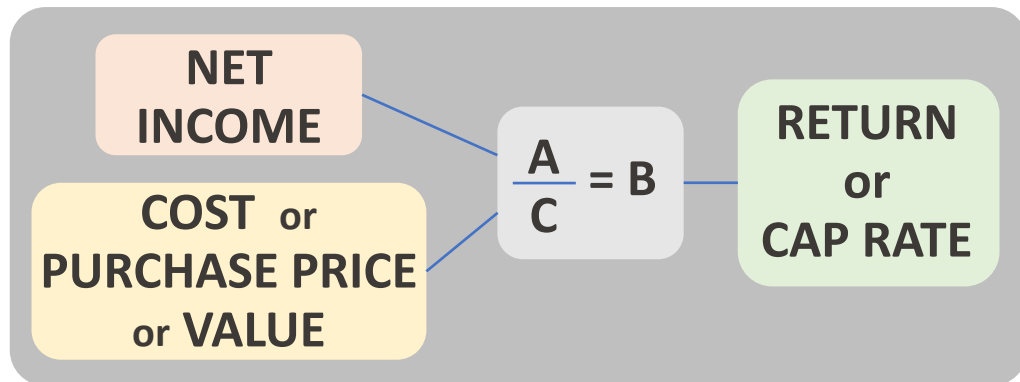 NET
INCOME
COST or
PURCHASE PRICE
or VALUE
A
C
= B
RETURN
or
CAP RATE